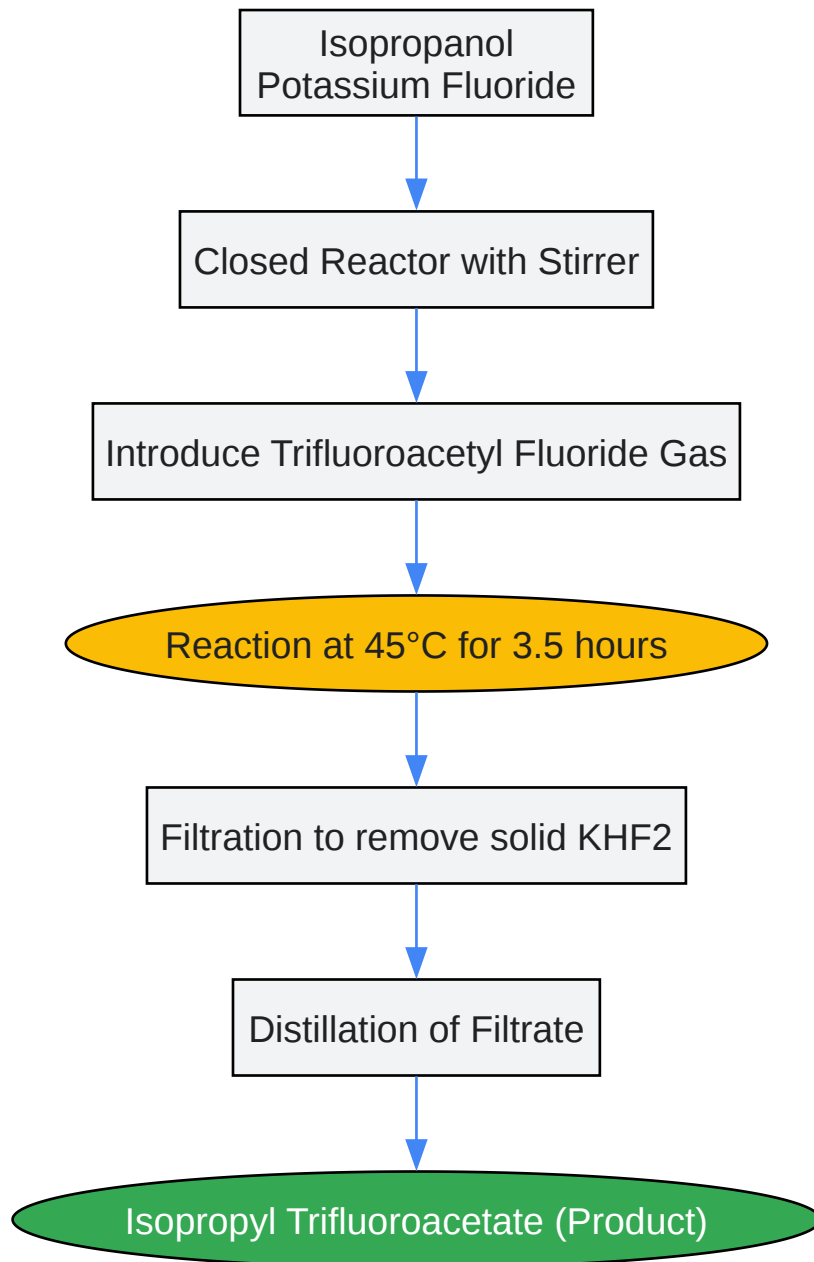 Isopropanol
Potassium Fluoride
Closed Reactor with Stirrer
Introduce Trifluoroacetyl Fluoride Gas
Reaction at 45°C for 3.5 hours
Filtration to remove solid KHF2
Distillation of Filtrate
Isopropyl Trifluoroacetate (Product)